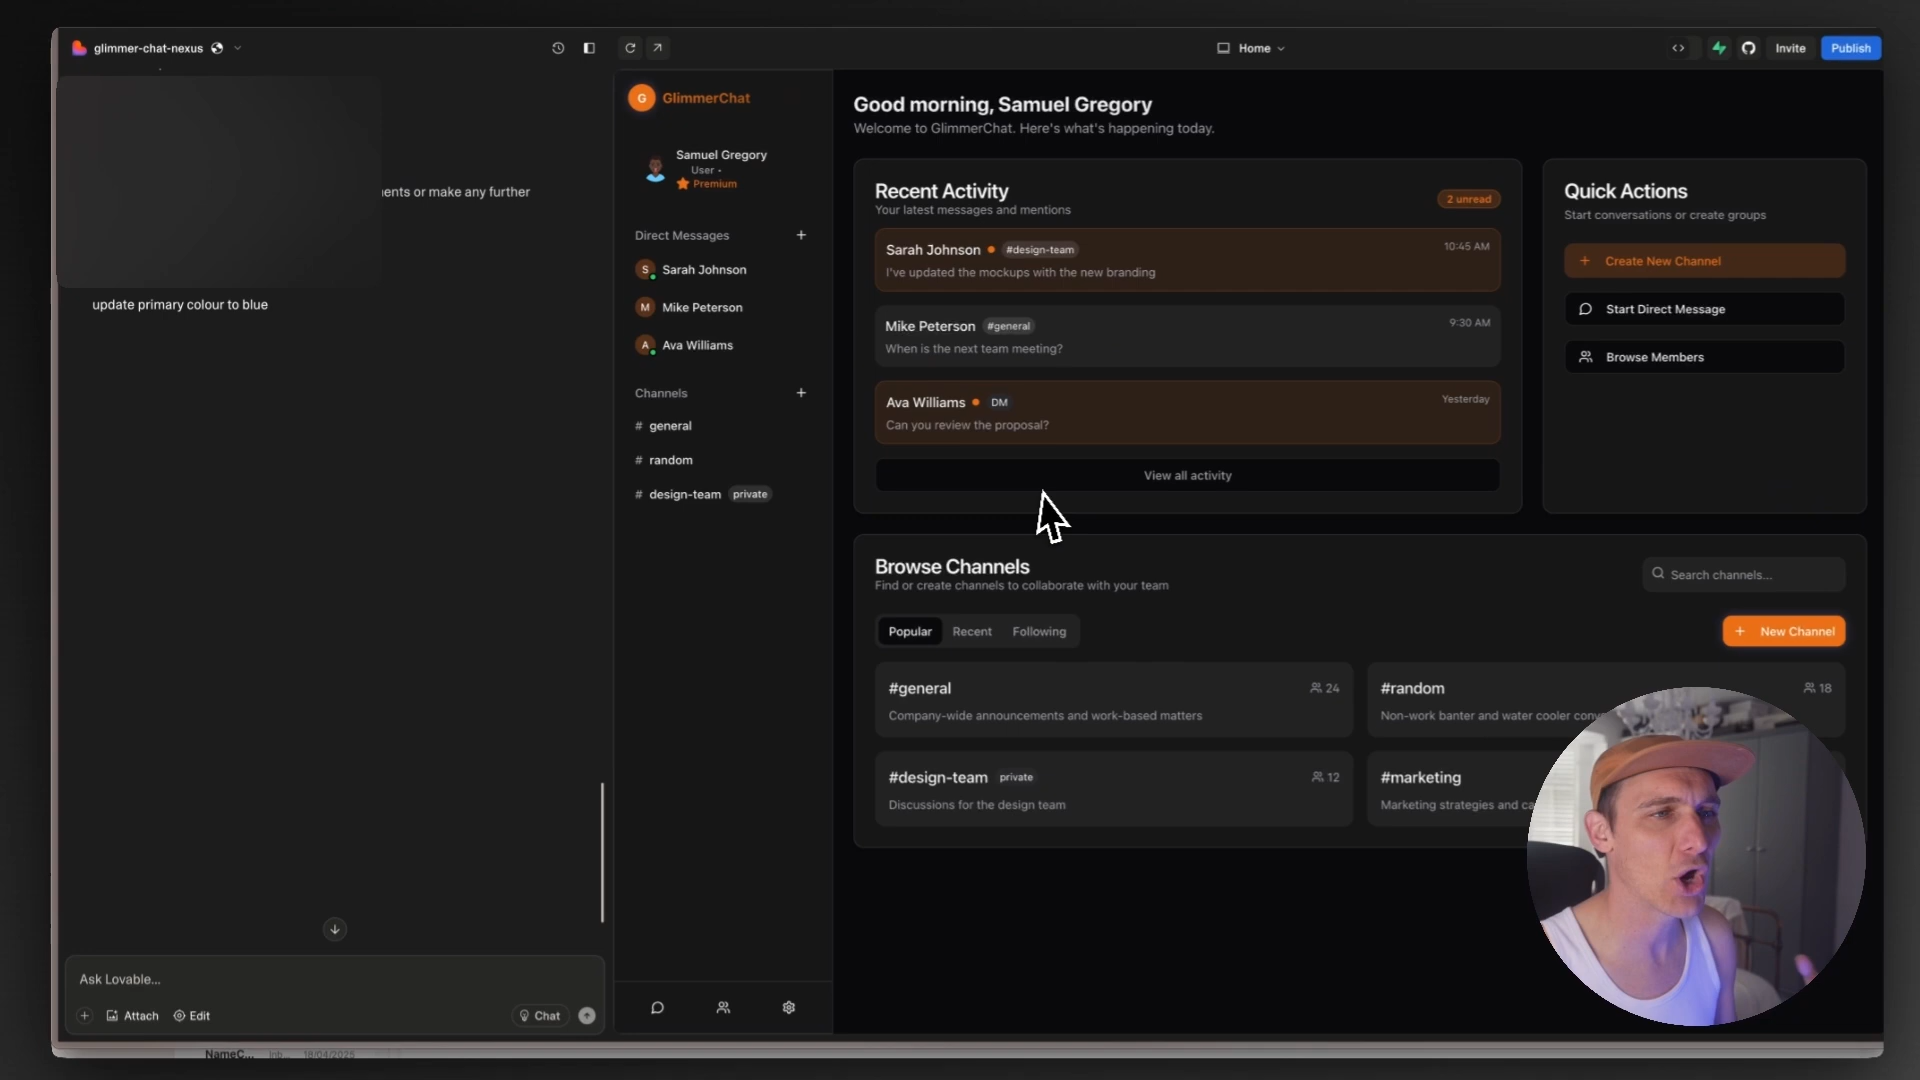 glimmer-chat-nexus
Home
Invite
Publish
ents or make any further
update primary colour to blue
Ask Lovable...
Attach
Edit
Chat
G
GlimmerChat
Samuel Gregory
User •
Premium
Direct Messages
S Sarah Johnson
M Mike Peterson
A Ava Williams
Channels
# general
# random
# design-team private
Good morning, Samuel Gregory
Welcome to GlimmerChat. Here's what's happening today.
Recent Activity
Your latest messages and mentions
2 unread
Sarah Johnson #design-team 10:45 AM
I've updated the mockups with the new branding
Mike Peterson #general 9:30 AM
When is the next team meeting?
Ava Williams DM Yesterday
Can you review the proposal?
View all activity
Quick Actions
Start conversations or create groups
+ Create New Channel
Start Direct Message
Browse Members
Browse Channels
Find or create channels to collaborate with your team
Search channels...
Popular Recent Following
+ New Channel
#general 24
Company-wide announcements and work-based matters
#random 18
Non-work banter and water cooler conv
#design-team private 12
Discussions for the design team
#marketing
Marketing strategies and ca
NameC... Inb... 18/04/2025